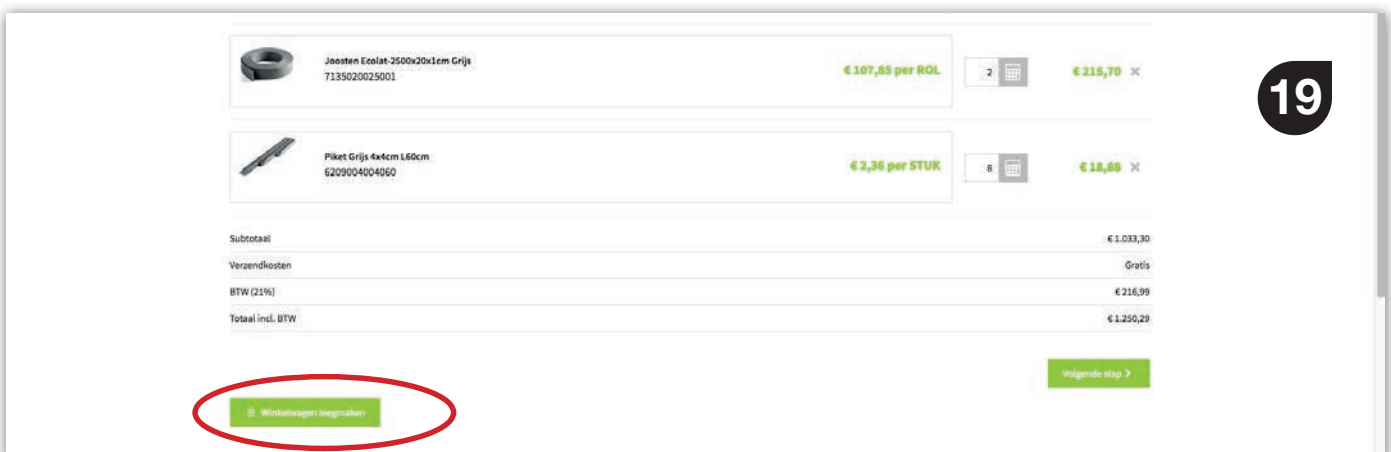 Joosten Ecolat-2500x20x1cm Grijs
7135020025001
€ 107,85 per ROL
2
€ 215,70 ×
19
Piket Grijs 4x4cm L60cm
6209004004060
€ 2,36 per STUK
8
€ 18,88 ×
Subtotaal € 1.033,30
Verzendkosten Gratis
BTW (21%) € 216,99
Totaal incl. BTW € 1.250,29
Volgende stap >
Winkelwagen leegmaken